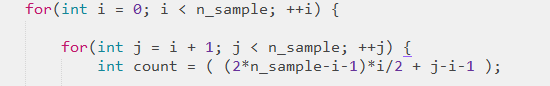 for(int i = 0; i < n_sample; ++i) {
for(int j = i + 1; j < n_sample; ++j) {
int count = ( (2*n_sample-i-1)*i/2 + j-i-1 );